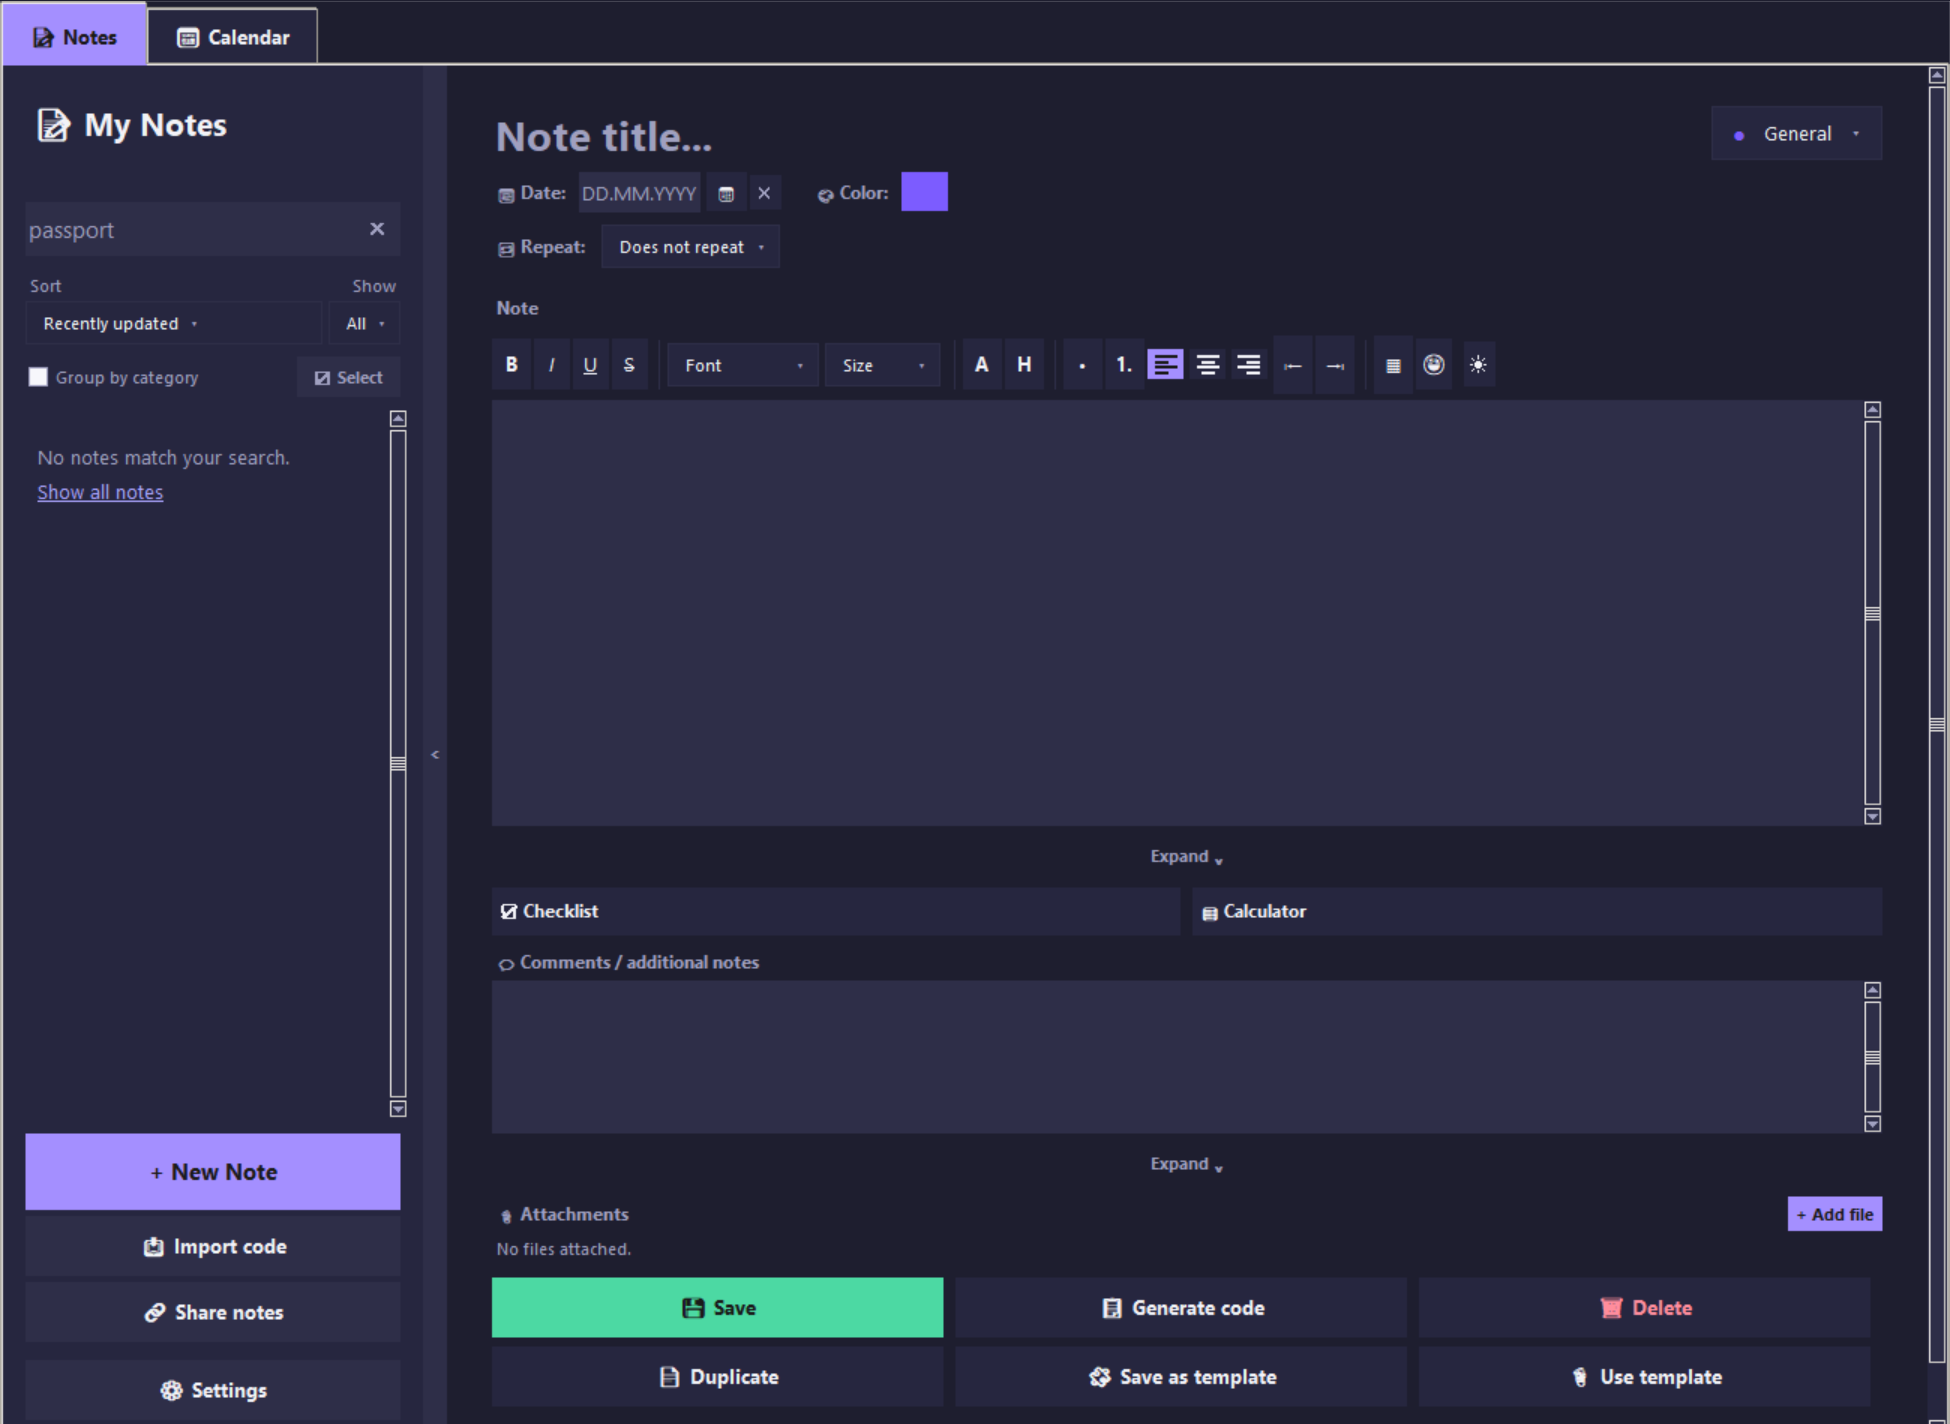 Notes
Calendar
My Notes
passport
Sort
Show
Recently updated
All
Group by category
Select
No notes match your search.
Show all notes
+ New Note
Import code
Share notes
Settings
Note title...
General
Date:
DD.MM.YYYY
Color:
Repeat:
Does not repeat
Note
B I U S
Font
Size
A H
1.
Expand
Checklist
Calculator
Comments / additional notes
Expand
Attachments
+ Add file
No files attached.
Save
Generate code
Delete
Duplicate
Save as template
Use template